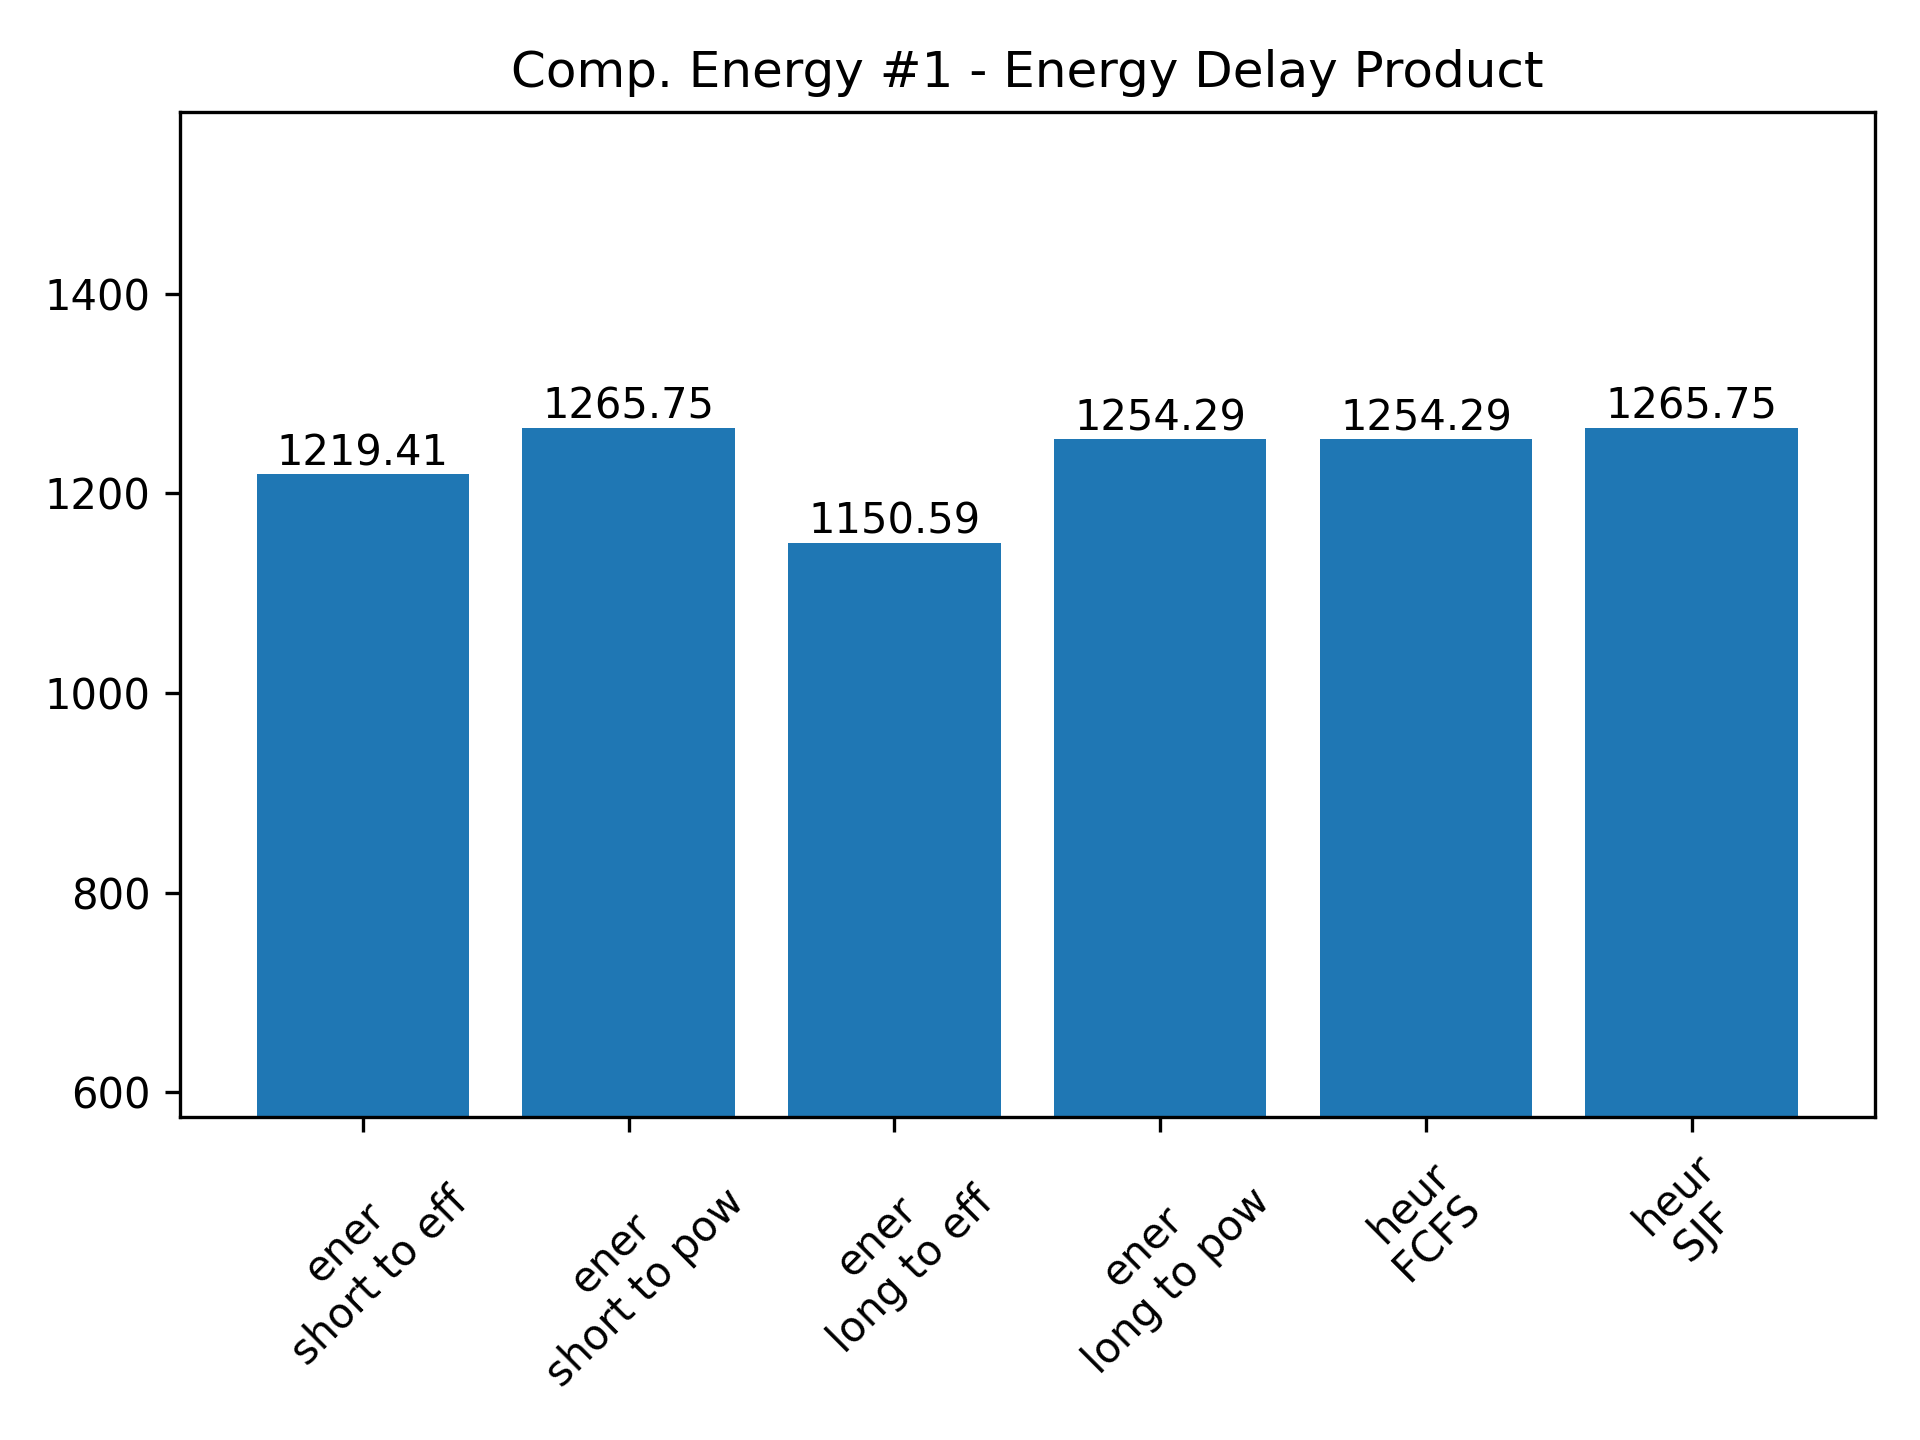 Comp. Energy #1 - Energy Delay Product
1400
1200
1000
800
600
1219.41
1265.75
1150.59
1254.29
1254.29
1265.75
ener
short to eff
ener
short to pow
ener
long to eff
ener
long to pow
heur
FCFS
heur
SJF